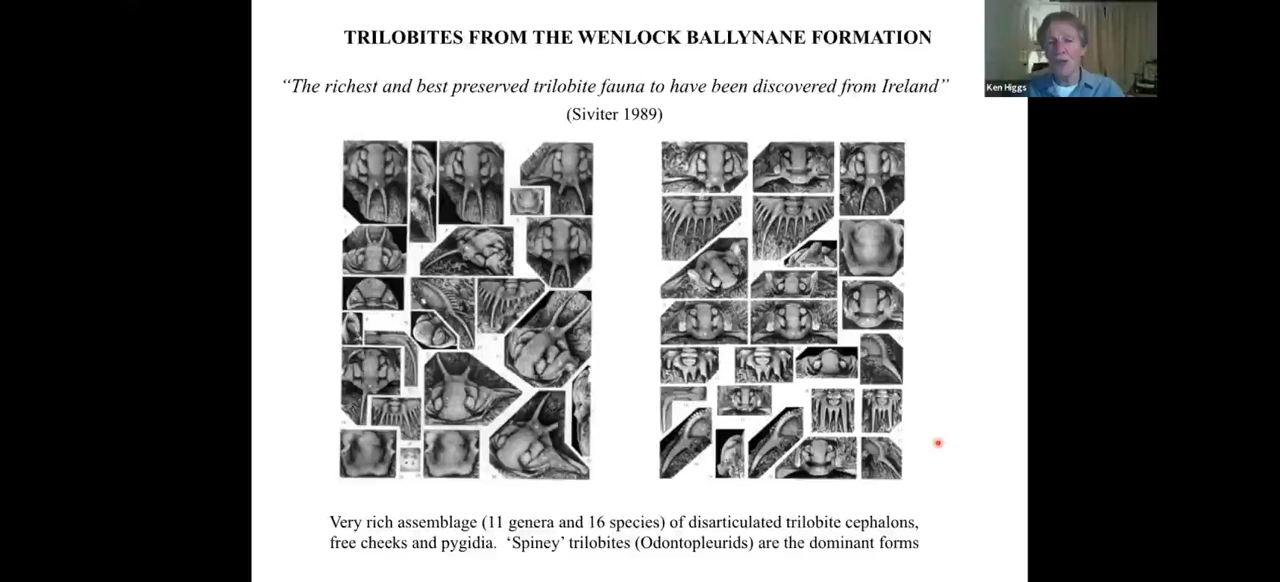 TRILOBITES FROM THE WENLOCK BALLYNANE FORMATION
“The richest and best preserved trilobite fauna to have been discovered from Ireland”
(Siviter 1989)
Ken Higgs
Very rich assemblage (11 genera and 16 species) of disarticulated trilobite cephalons,
free cheeks and pygidia. ‘Spiney’ trilobites (Odontopleurids) are the dominant forms